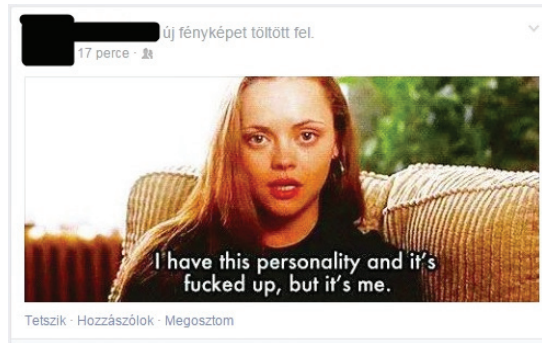 új fényképet töltött fel.
17 perce ·
I have this personality and it's
fucked up, but it's me.
Tetszik · Hozzászólok · Megosztom